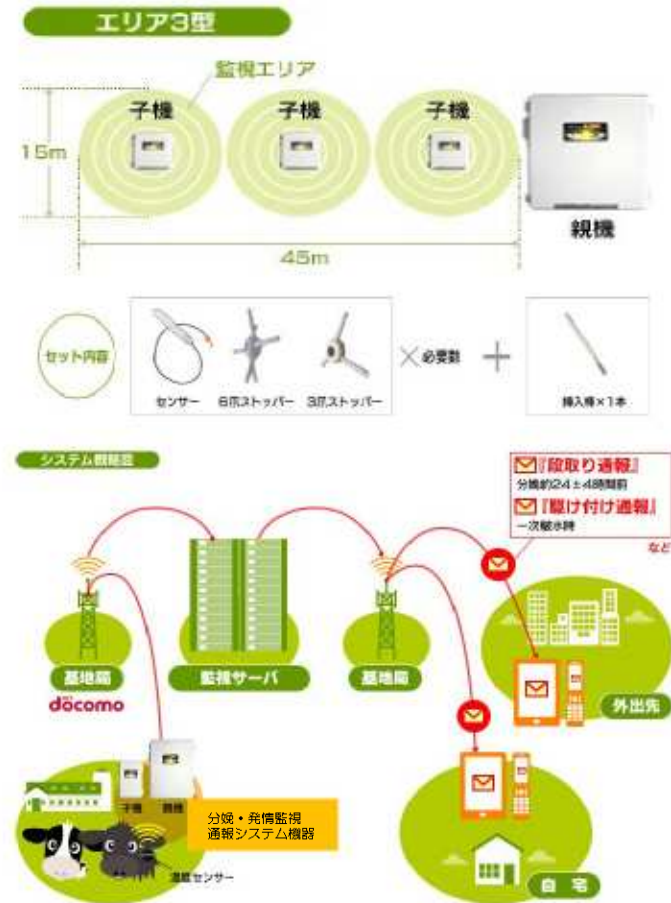 エリア3型
監視エリア
子機
子機
子機
15m
親機
45m
セット内容
センサー
6爪ストッパー
3爪ストッパー
×必要数
+
挿入棒×1本
システム概略図
『段取り通報』
分娩約24±4時間前
『駆け付け通報』
一次破水時
など
基地局
döcomo
監視サーバ
基地局
外出先
子機
親機
分娩・発情監視
通報システム機器
温度センサー
自宅